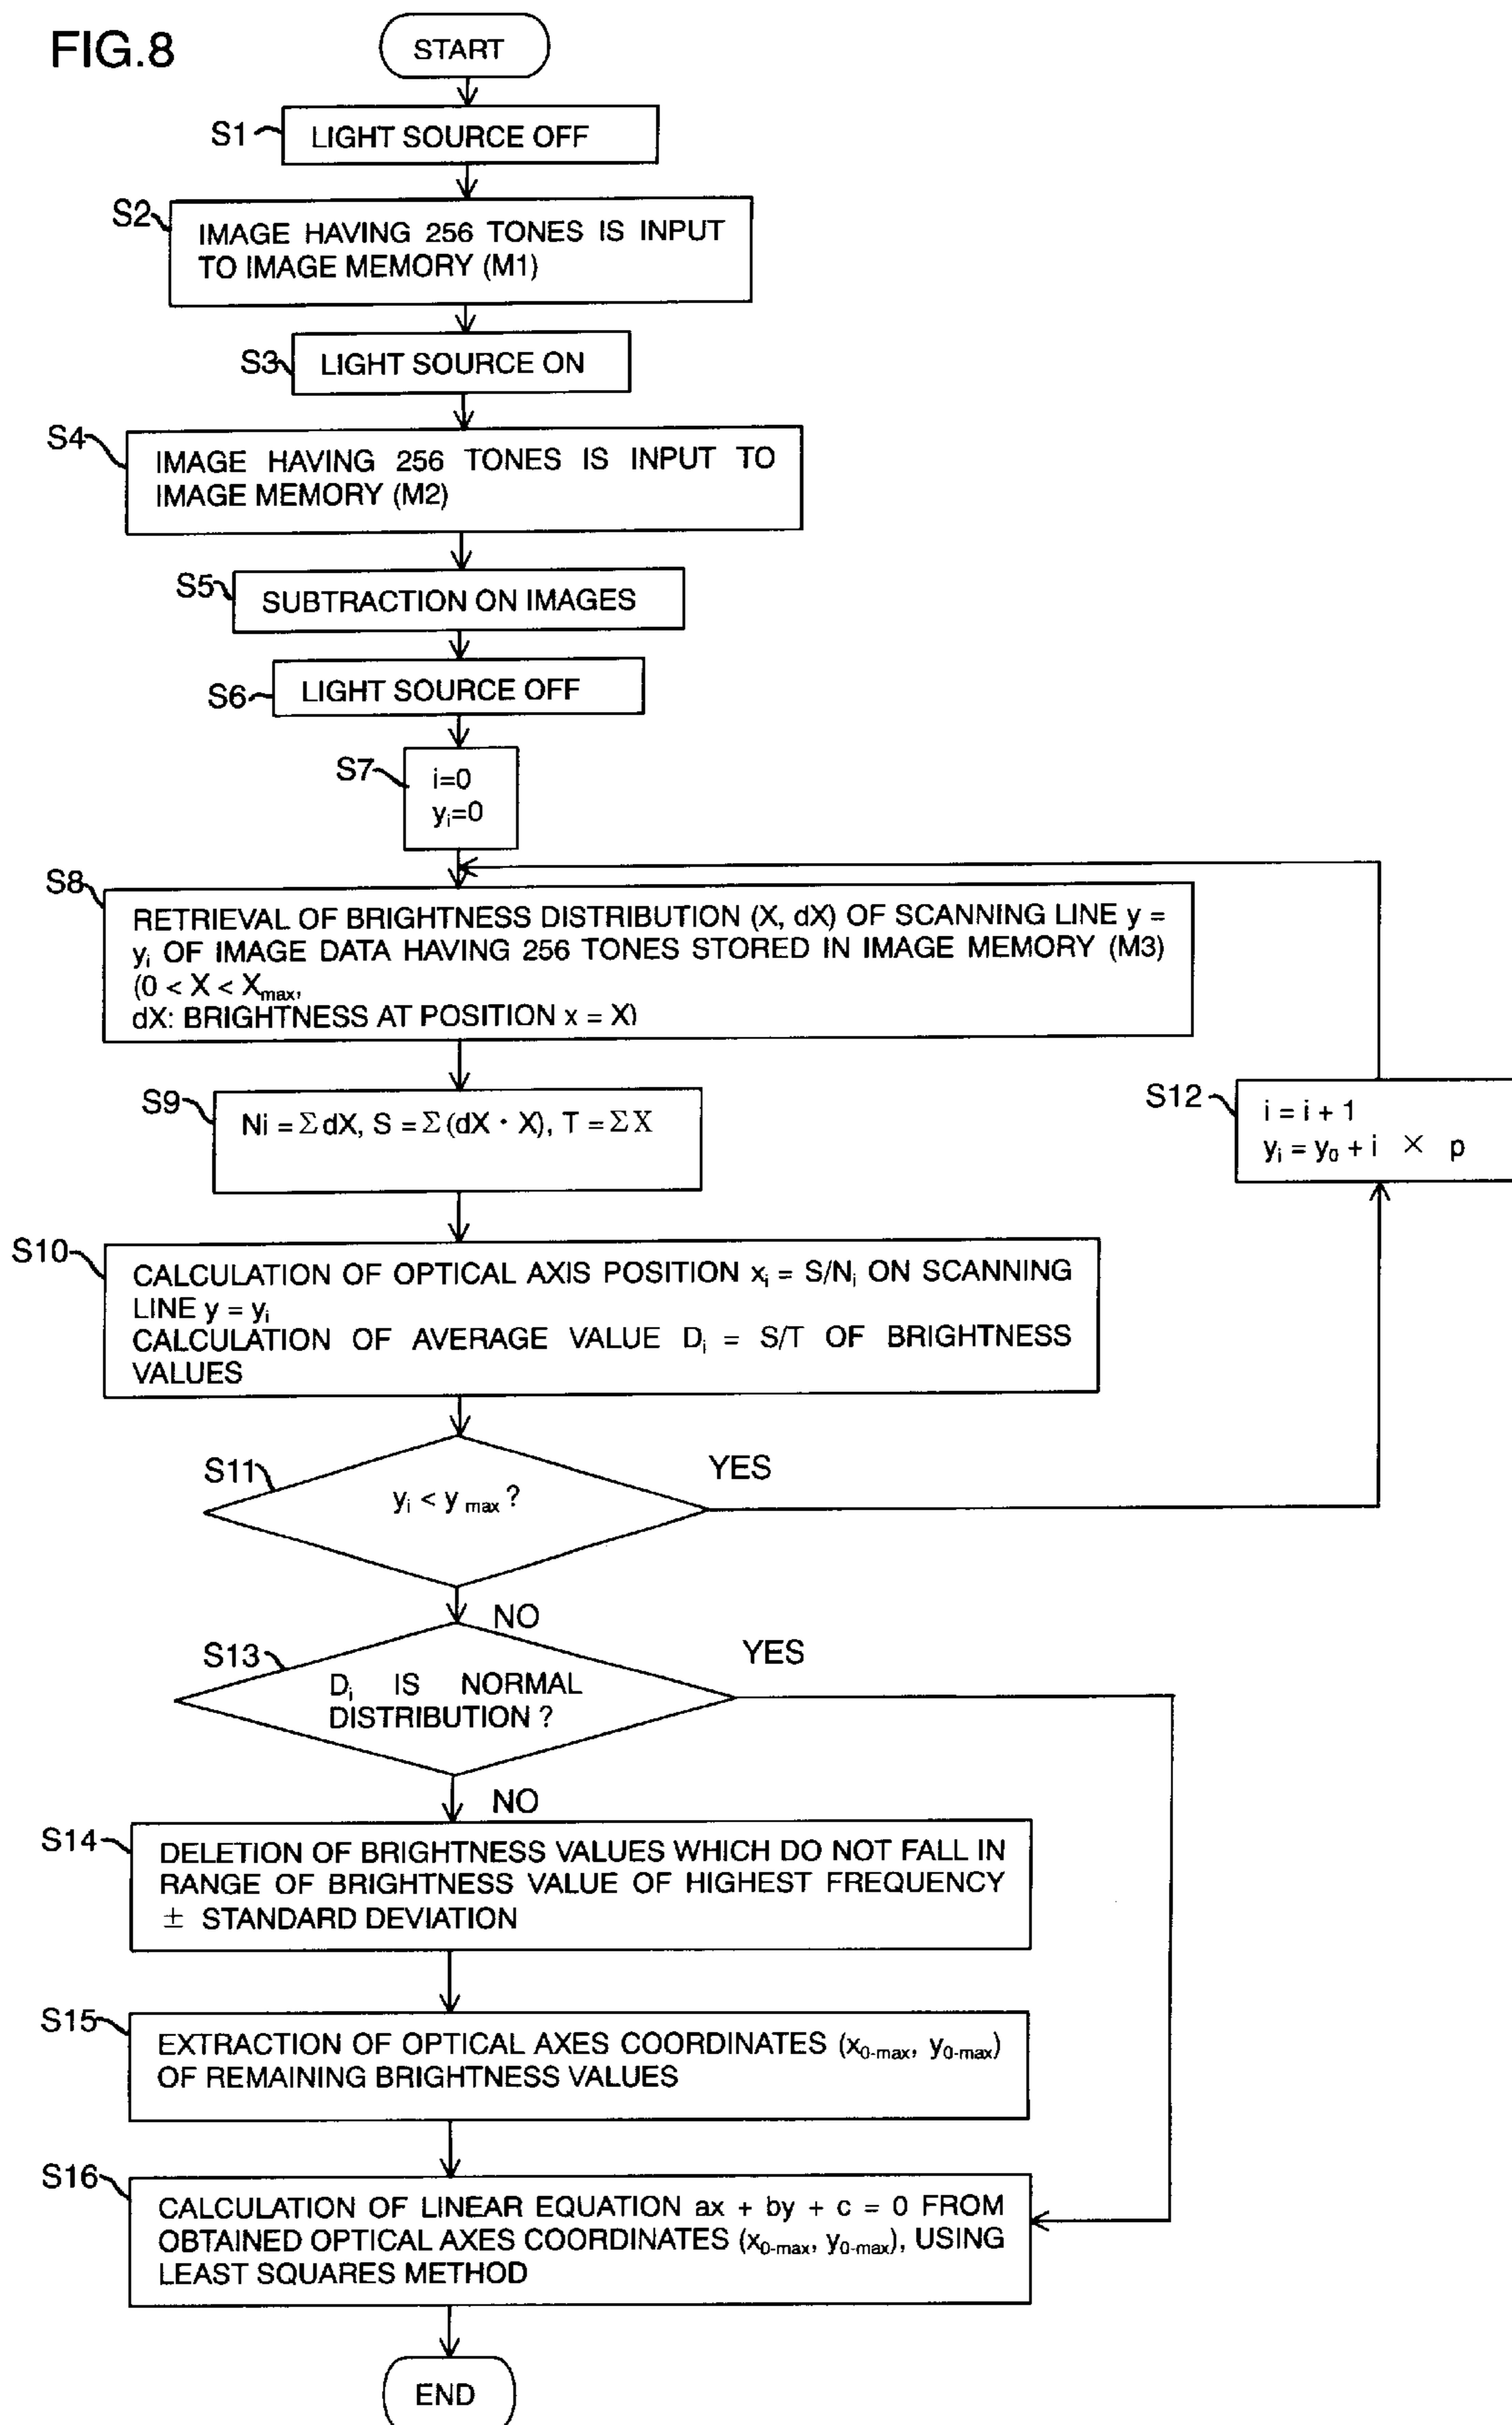 FIG.8
START
S1
LIGHT SOURCE OFF
S2
IMAGE HAVING 256 TONES IS INPUT
TO IMAGE MEMORY (M1)
S3
LIGHT SOURCE ON
S4
IMAGE HAVING 256 TONES IS INPUT TO
IMAGE MEMORY (M2)
S5
SUBTRACTION ON IMAGES
S6
LIGHT SOURCE OFF
S7
i=0
yᵢ=0
S8
RETRIEVAL OF BRIGHTNESS DISTRIBUTION (X, dX) OF SCANNING LINE y =
yᵢ OF IMAGE DATA HAVING 256 TONES STORED IN IMAGE MEMORY (M3)
(0 < X < Xmax,
dX: BRIGHTNESS AT POSITION x = X)
S9
Ni = Σ dX, S = Σ (dX · X), T = Σ X
S12
i = i + 1
yᵢ = y₀ + i × p
S10
CALCULATION OF OPTICAL AXIS POSITION xᵢ = S/Nᵢ ON SCANNING
LINE y = yᵢ
CALCULATION OF AVERAGE VALUE Dᵢ = S/T OF BRIGHTNESS
VALUES
S11
yᵢ < y max ?
YES
NO
S13
Dᵢ IS NORMAL
DISTRIBUTION ?
YES
NO
S14
DELETION OF BRIGHTNESS VALUES WHICH DO NOT FALL IN
RANGE OF BRIGHTNESS VALUE OF HIGHEST FREQUENCY
± STANDARD DEVIATION
S15
EXTRACTION OF OPTICAL AXES COORDINATES (x0-max, y0-max)
OF REMAINING BRIGHTNESS VALUES
S16
CALCULATION OF LINEAR EQUATION ax + by + c = 0 FROM
OBTAINED OPTICAL AXES COORDINATES (x0-max, y0-max), USING
LEAST SQUARES METHOD
END